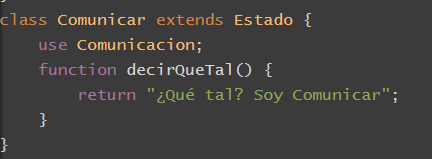 class Comunicar extends Estado {
    use Comunicacion;
    function decirQueTal() {
        return "¿Qué tal? Soy Comunicar";
    }
}